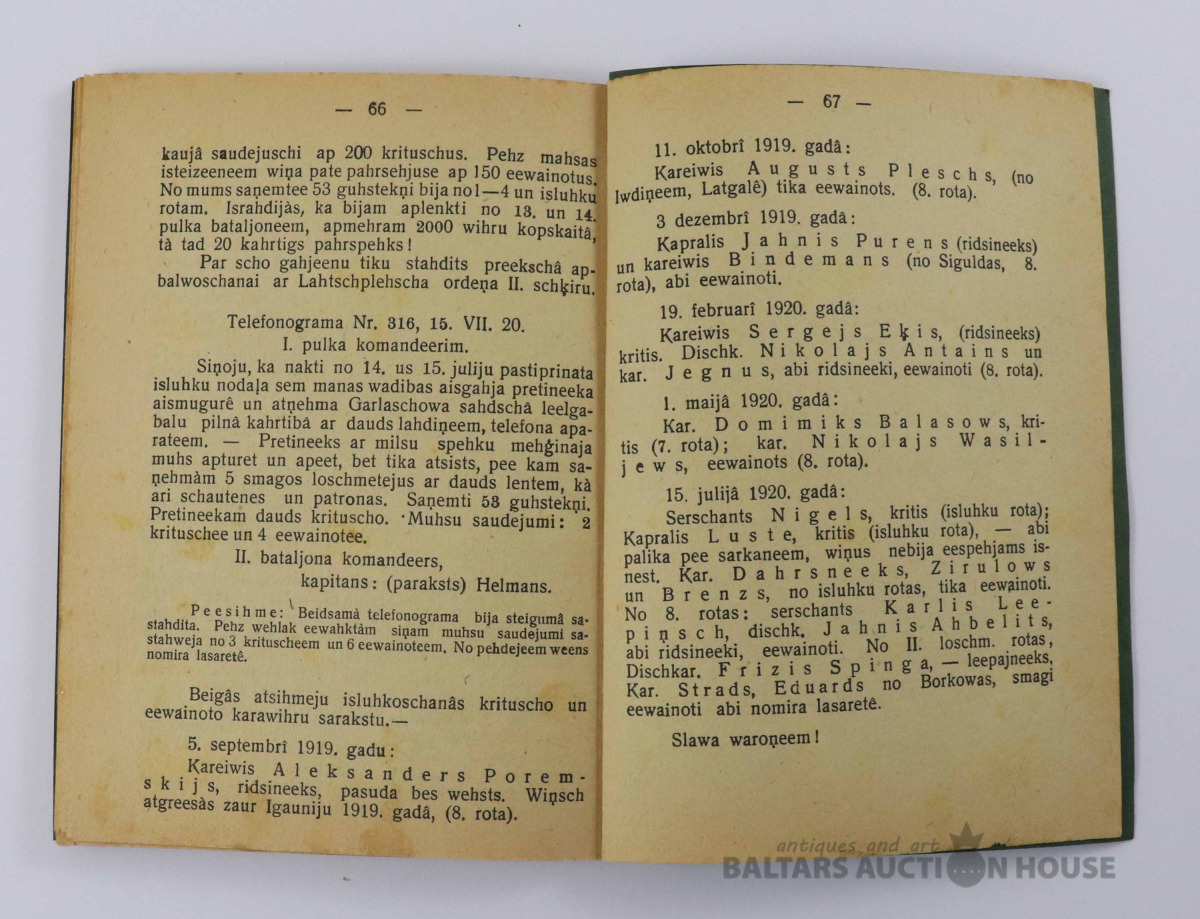 — 66 —
kaujâ saudejuschi ap 200 krituschus. Pehz mahsas
isteizeeneem wiņa pate pahrsehjuse ap 150 eewainotus.
No mums saņemtee 53 guhstekņi bija no 1—4 un isluhku
rotam. Israhdijàs, ka bijam aplenkti no 13. un 14.
pulka bataljoneem, apmehram 2000 wihru kopskaitâ,
tà tad 20 kahrtigs pahrspehks!
Par scho gahjeenu tiku stahdits preekschâ ap-
balwoschanai ar Lahtschplehscha ordeņa II. schķiru.
Telefonograma Nr. 316, 15. VII. 20.
I. pulka komandeerim.
Siņoju, ka nakti no 14. us 15. juliju pastiprinata
isluhku nodaļa sem manas wadibas aisgahja pretineeka
aismugurê un atņehma Garlaschowa sahdschâ leelga-
balu pilnâ kahrtibâ ar dauds lahdiņeem, telefona apa-
rateem. — Pretineeks ar milsu spehku mehģinaja
muhs apturet un apeet, bet tika atsists, pee kam sa-
ņehmàm 5 smagos loschmetejus ar dauds lentem, kà
ari schautenes un patronas. Saņemti 53 guhstekņi.
Pretineekam dauds krituscho. Muhsu saudejumi: 2
krituschee un 4 eewainotee.
II. bataljona komandeers,
kapitans: (paraksts) Helmans.
Peesihme: Beidsamà telefonograma bija steigumâ sa-
stahdita. Pehz wehlak eewahktàm siņam muhsu saudejumi sa-
stahweja no 3 krituscheem un 6 eewainoteem. No pehdejeem weens
nomira lasaretê.
Beigâs atsihmeju isluhkoschanâs krituscho un
eewainoto karawihru sarakstu.—
5. septembrî 1919. gadu:
Kareiwis Aleksanders Porem-
skijs, ridsineeks, pasuda bes wehsts. Wiņsch
atgreesàs zaur Igauniju 1919. gadâ, (8. rota).
— 67 —
11. oktobrî 1919. gadâ:
Kareiwis Augusts Pleschs, (no
Iwdiņeem, Latgalê) tika eewainots. (8. rota).
3 dezembrî 1919. gadâ:
Kapralis Jahnis Purens (ridsineeks)
un kareiwis Bindemans (no Siguldas, 8.
rota), abi eewainoti.
19. februarî 1920. gadâ:
Kareiwis Sergejs Eķis, (ridsineeks)
kritis. Dischk. Nikolajs Antains un
kar. Jegnus, abi ridsineeki, eewainoti (8. rota).
1. maijâ 1920. gadâ:
Kar. Domimiks Balasows, kri-
tis (7. rota); kar. Nikolajs Wasil-
jews, eewainots (8. rota).
15. julijâ 1920. gadâ:
Serschants Nigels, kritis (isluhku rota);
Kapralis Luste, kritis (isluhku rota), — abi
palika pee sarkaneem, wiņus nebija eespehjams is-
nest. Kar. Dahrsneeks, Zirulows
un Brenzs, no isluhku rotas, tika eewainoti.
No 8. rotas: serschants Karlis Lee-
piņsch, dischk. Jahnis Ahbelits,
abi ridsineeki, eewainoti. No II. loschm. rotas,
Dischkar. Frizis Spinga, — leepajneeks,
Kar. Strads, Eduards no Borkowas, smagi
eewainoti abi nomira lasaretê.
Slawa waroņeem!
antiques and art
BALTARS AUCTION HOUSE